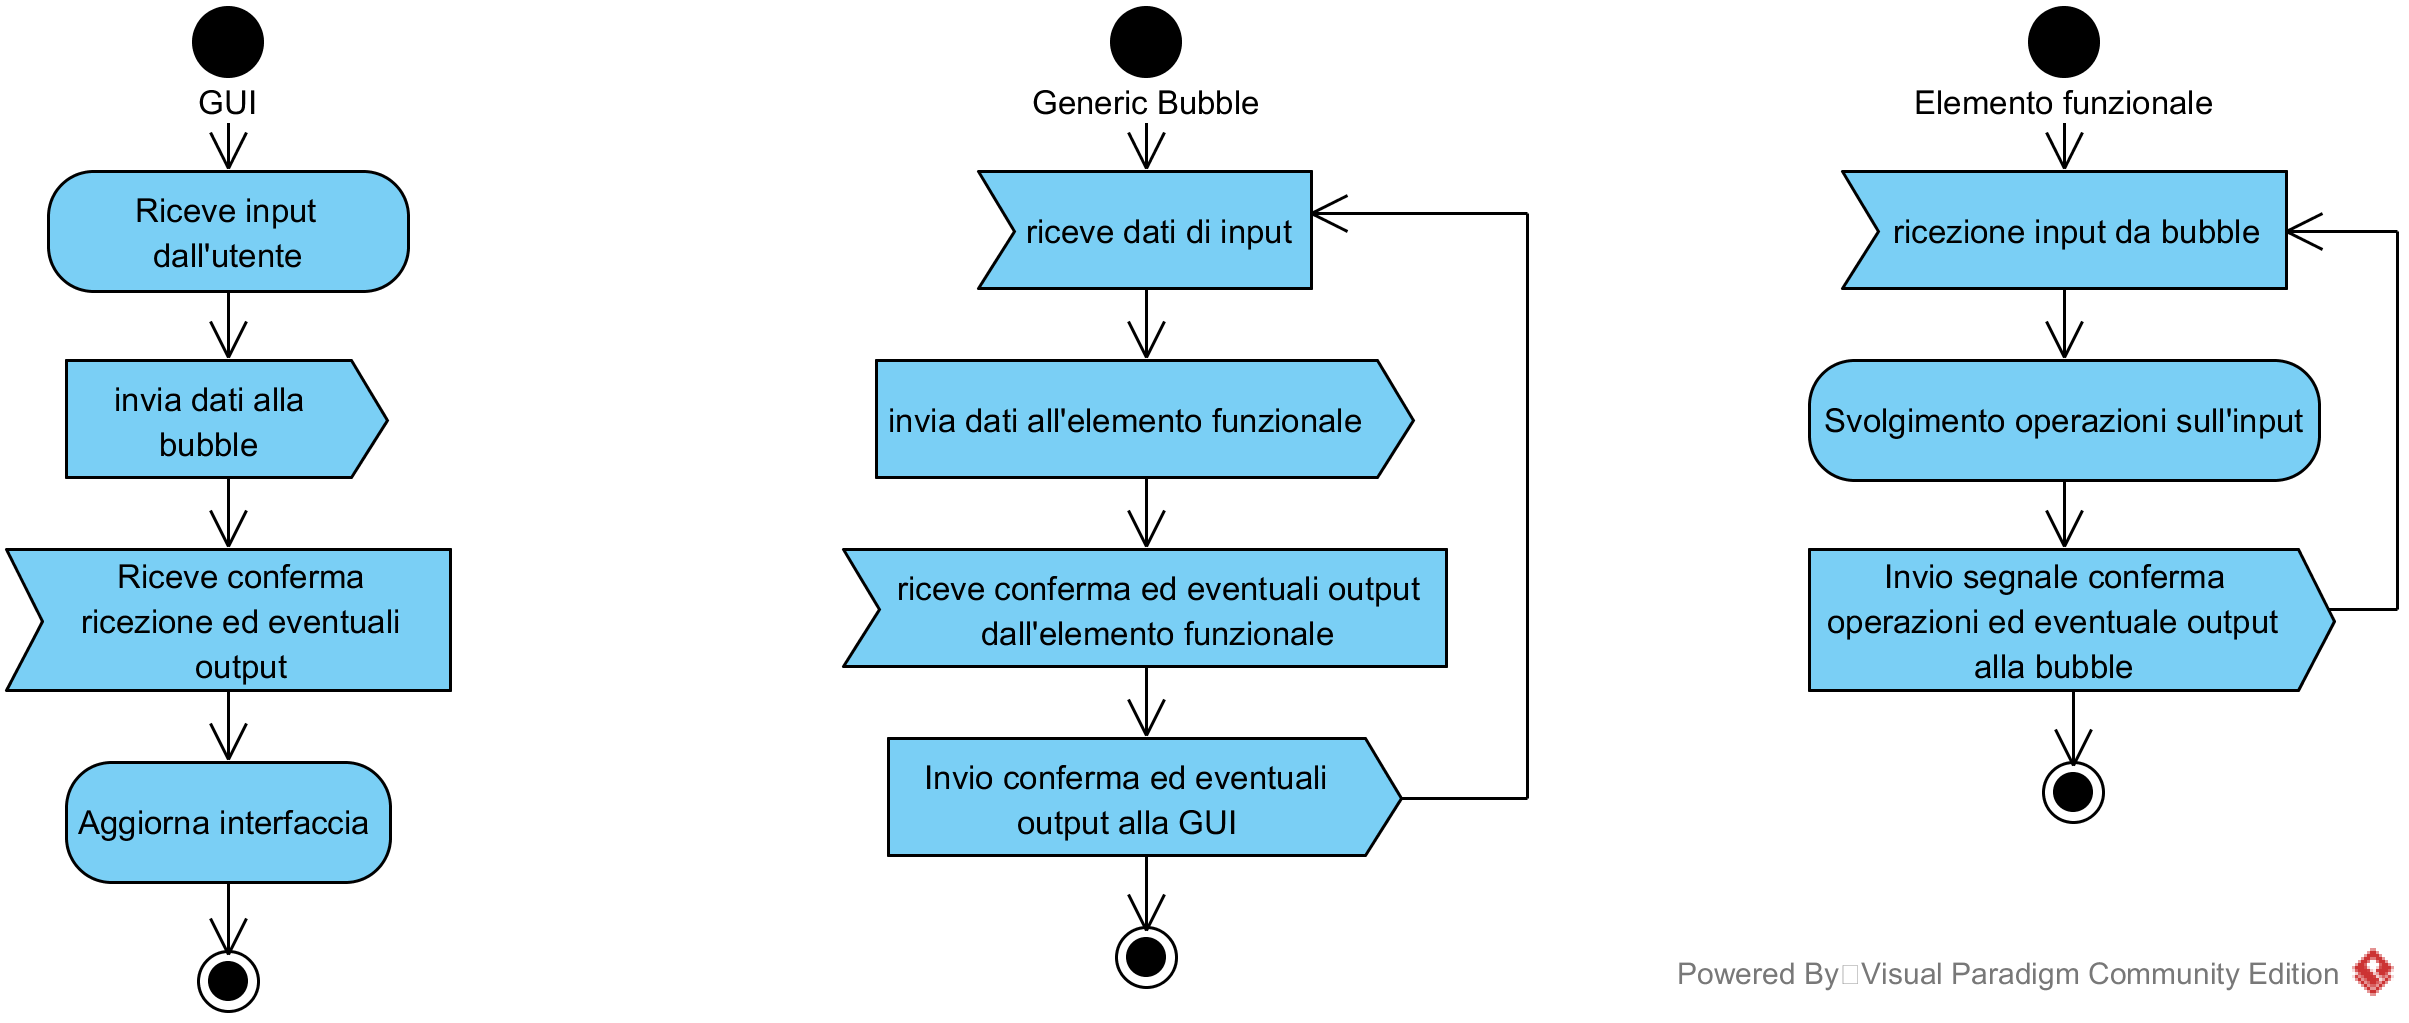 GUI
Riceve input
dall'utente
invia dati alla
bubble
Riceve conferma
ricezione ed eventuali
output
Aggiorna interfaccia
Generic Bubble
riceve dati di input
invia dati all'elemento funzionale
riceve conferma ed eventuali output
dall'elemento funzionale
Invio conferma ed eventuali
output alla GUI
Elemento funzionale
ricezione input da bubble
Svolgimento operazioni sull'input
Invio segnale conferma
operazioni ed eventuale output
alla bubble
Powered By Visual Paradigm Community Edition